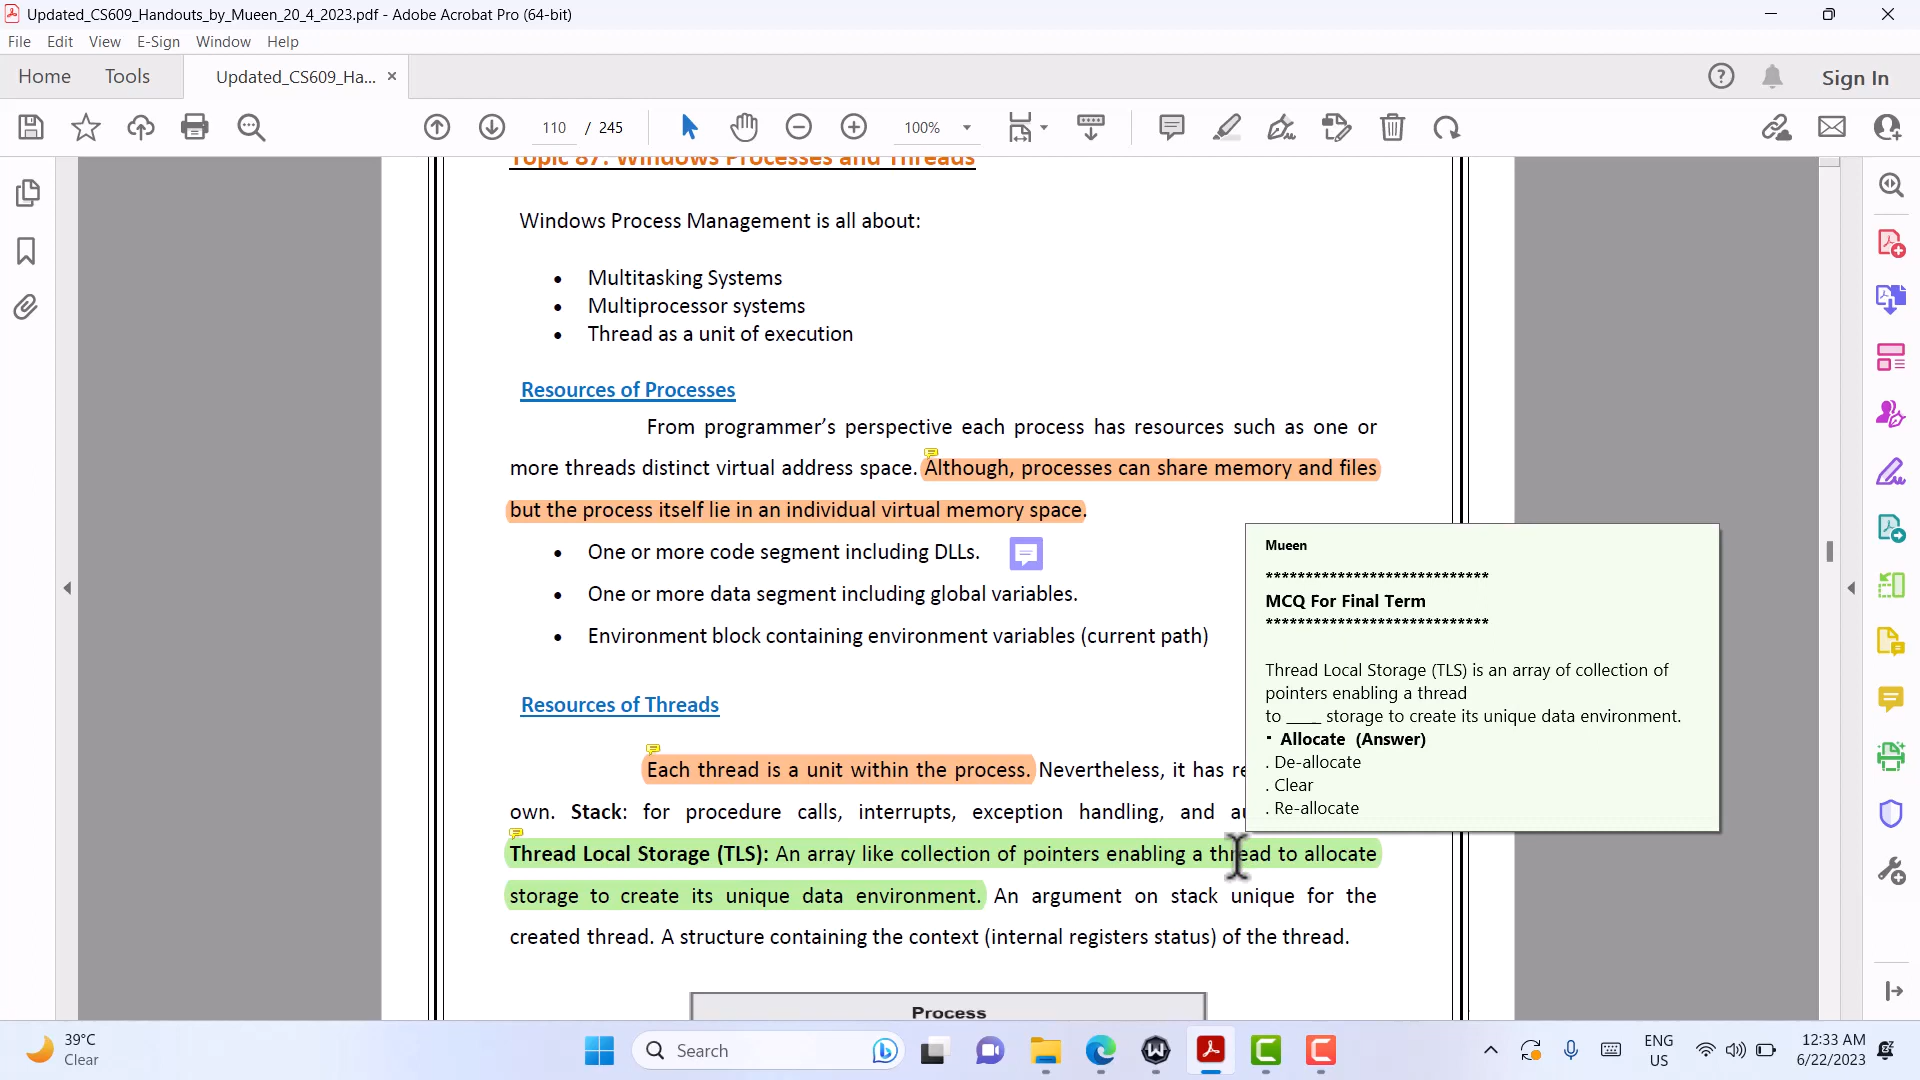 Updated_CS609_Handouts_by_Mueen_20_4_2023.pdf - Adobe Acrobat Pro (64-bit)
File Edit View E-Sign Window Help
Home Tools Updated_CS609_Ha... × Sign In
110 / 245 100%
Topic 87: Windows Processes and Threads
Windows Process Management is all about:
• Multitasking Systems
• Multiprocessor systems
• Thread as a unit of execution
Resources of Processes
From programmer’s perspective each process has resources such as one or
more threads distinct virtual address space. Although, processes can share memory and files
but the process itself lie in an individual virtual memory space.
• One or more code segment including DLLs.
• One or more data segment including global variables.
• Environment block containing environment variables (current path)
Resources of Threads
Each thread is a unit within the process. Nevertheless, it has re
own. Stack: for procedure calls, interrupts, exception handling, and au
Thread Local Storage (TLS): An array like collection of pointers enabling a thread to allocate
storage to create its unique data environment. An argument on stack unique for the
created thread. A structure containing the context (internal registers status) of the thread.
Process
Mueen
****************************
MCQ For Final Term
****************************
Thread Local Storage (TLS) is an array of collection of
pointers enabling a thread
to ____ storage to create its unique data environment.
· Allocate (Answer)
. De-allocate
. Clear
. Re-allocate
39°C
Clear
Search
ENG
US
12:33 AM
6/22/2023